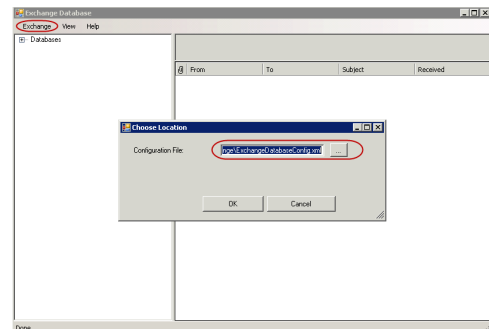 Exchange Database
Exchange View Help
Databases
From To Subject Received
Choose Location
Configuration File: nge\ExchangeDatabaseConfig.xml ...
OK Cancel
Done